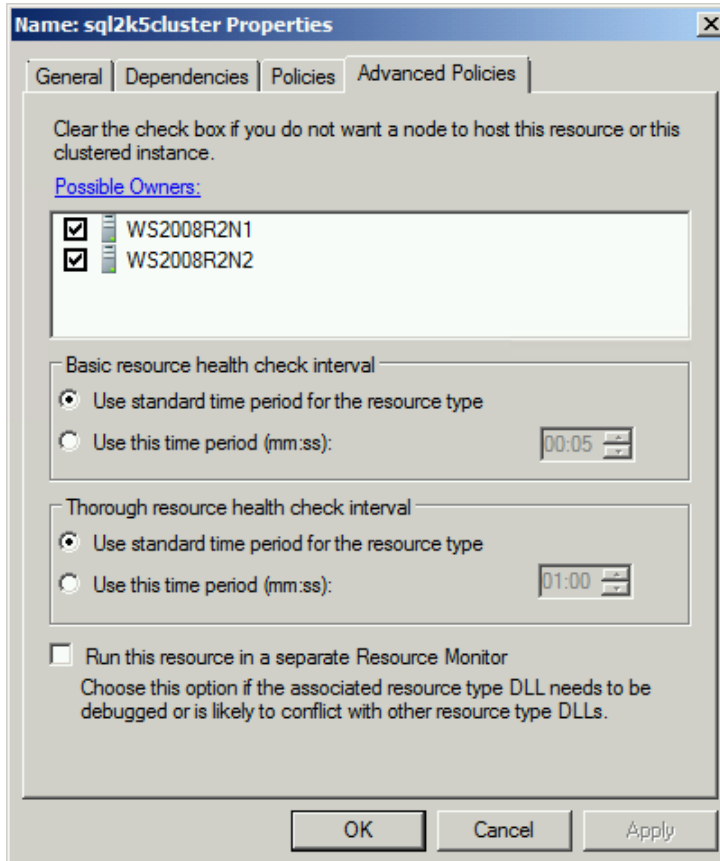 Name: sql2k5cluster Properties
General Dependencies Policies Advanced Policies
Clear the check box if you do not want a node to host this resource or this
clustered instance.
Possible Owners:
WS2008R2N1
WS2008R2N2
Basic resource health check interval
Use standard time period for the resource type
Use this time period (mm:ss): 00:05
Thorough resource health check interval
Use standard time period for the resource type
Use this time period (mm:ss): 01:00
Run this resource in a separate Resource Monitor
Choose this option if the associated resource type DLL needs to be
debugged or is likely to conflict with other resource type DLLs.
OK Cancel Apply